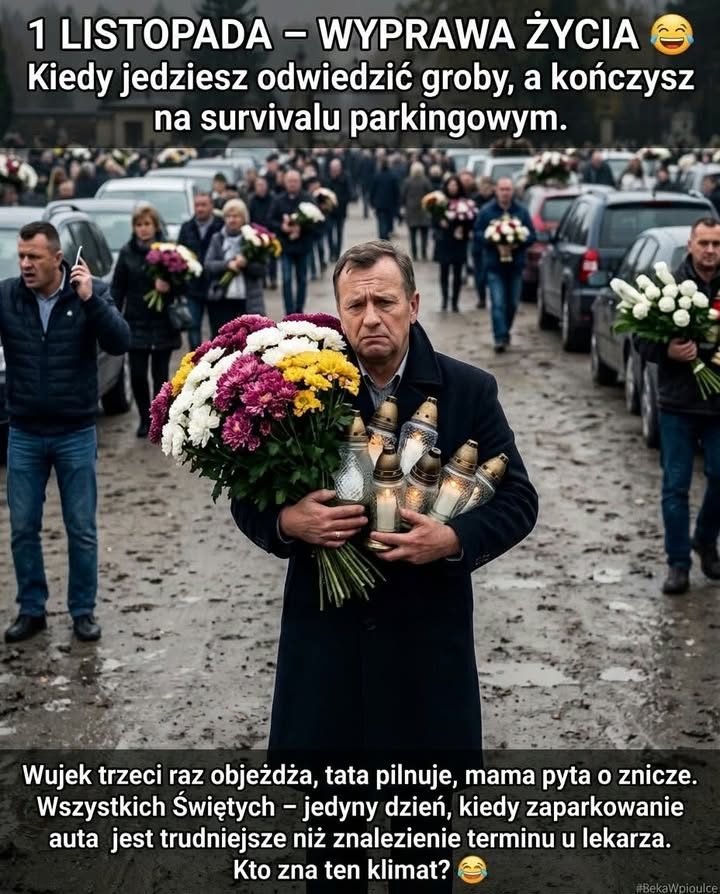 1 LISTOPADA – WYPRAWA ŻYCIA 😂
Kiedy jedziesz odwiedzić groby, a kończysz
na survivalu parkingowym.
Wujek trzeci raz objeżdża, tata pilnuje, mama pyta o znicze.
Wszystkich Świętych – jedyny dzień, kiedy zaparkowanie
auta jest trudniejsze niż znalezienie terminu u lekarza.
Kto zna ten klimat? 😂
#BekaWpioulce